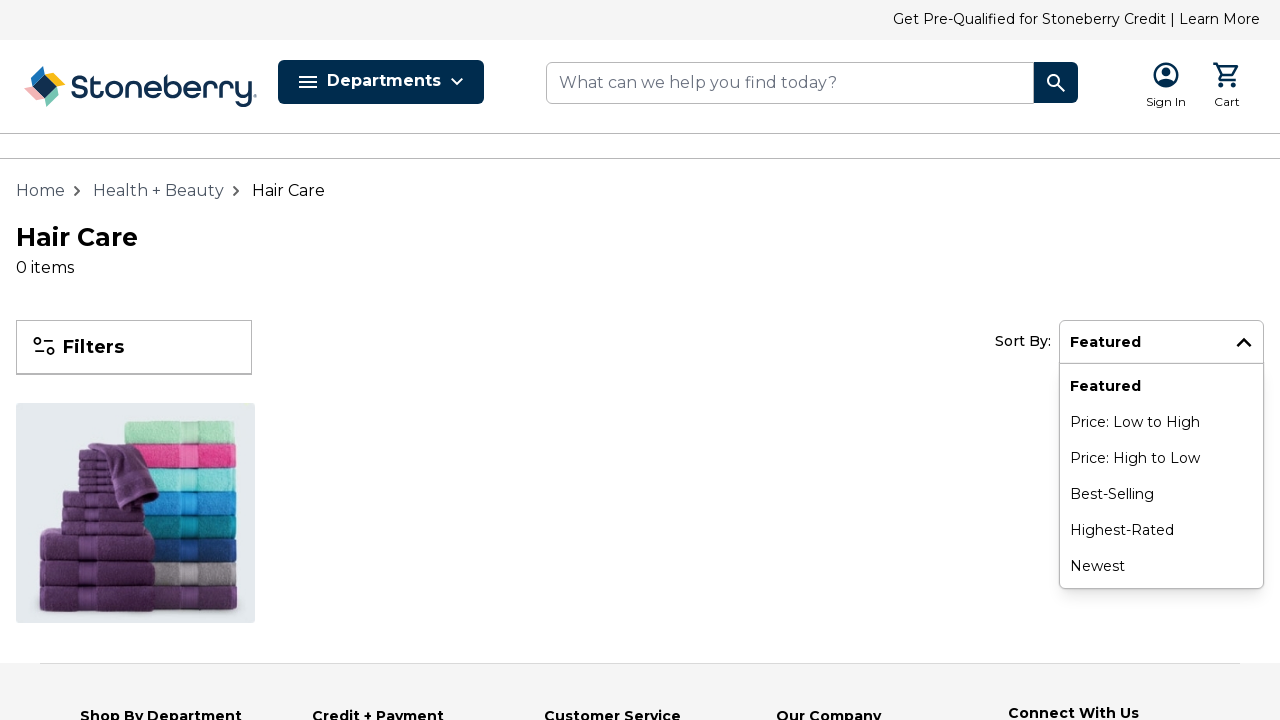 Get Pre-Qualified for Stoneberry Credit | Learn More
Stoneberry
Departments
What can we help you find today?
Sign In
Cart
Home
Health + Beauty
Hair Care
Hair Care
0 items
Filters
Sort By:
Featured
Featured
Price: Low to High
Price: High to Low
Best-Selling
Highest-Rated
Newest
Shop By Department
Credit + Payment
Customer Service
Our Company
Connect With Us